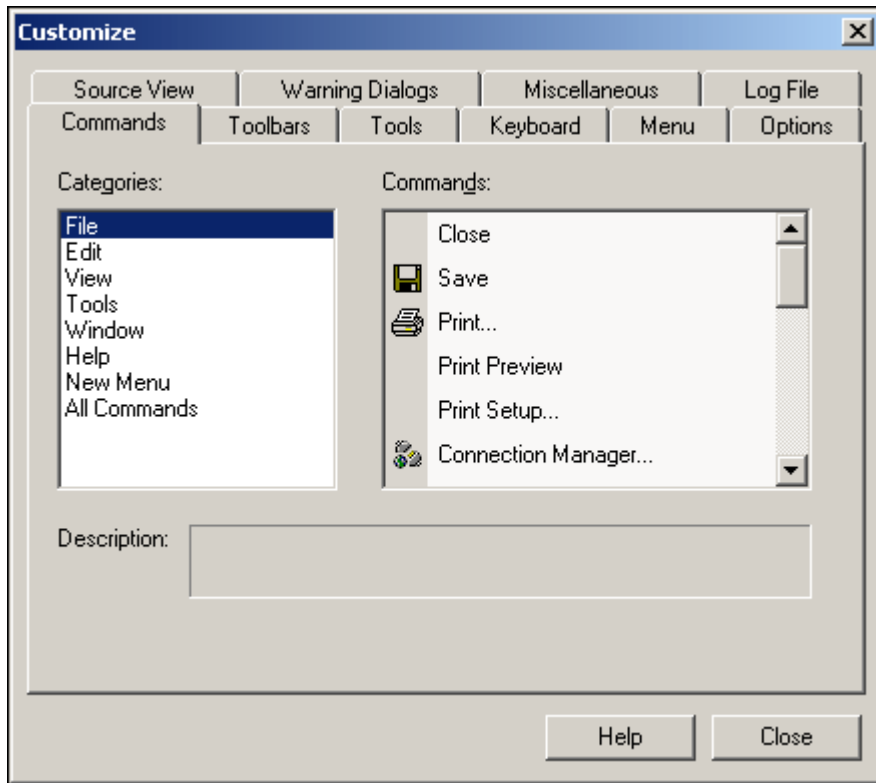 Customize
Source View Warning Dialogs Miscellaneous Log File
Commands Toolbars Tools Keyboard Menu Options
Categories: Commands:
File
Edit
View
Tools
Window
Help
New Menu
All Commands
Close
Save
Print...
Print Preview
Print Setup...
Connection Manager...
Description:
Help Close